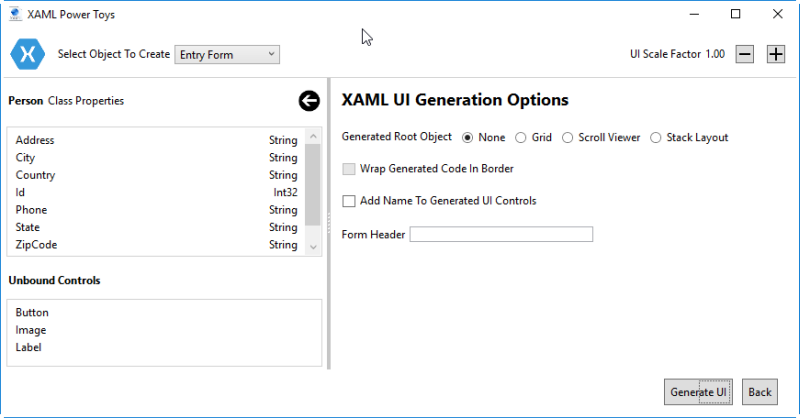 XAML Power Toys
Select Object To Create Entry Form
UI Scale Factor 1.00
Person Class Properties
Address String
City String
Country String
Id Int32
Phone String
State String
ZipCode String
Unbound Controls
Button
Image
Label
XAML UI Generation Options
Generated Root Object None Grid Scroll Viewer Stack Layout
Wrap Generated Code In Border
Add Name To Generated UI Controls
Form Header
Generate UI Back